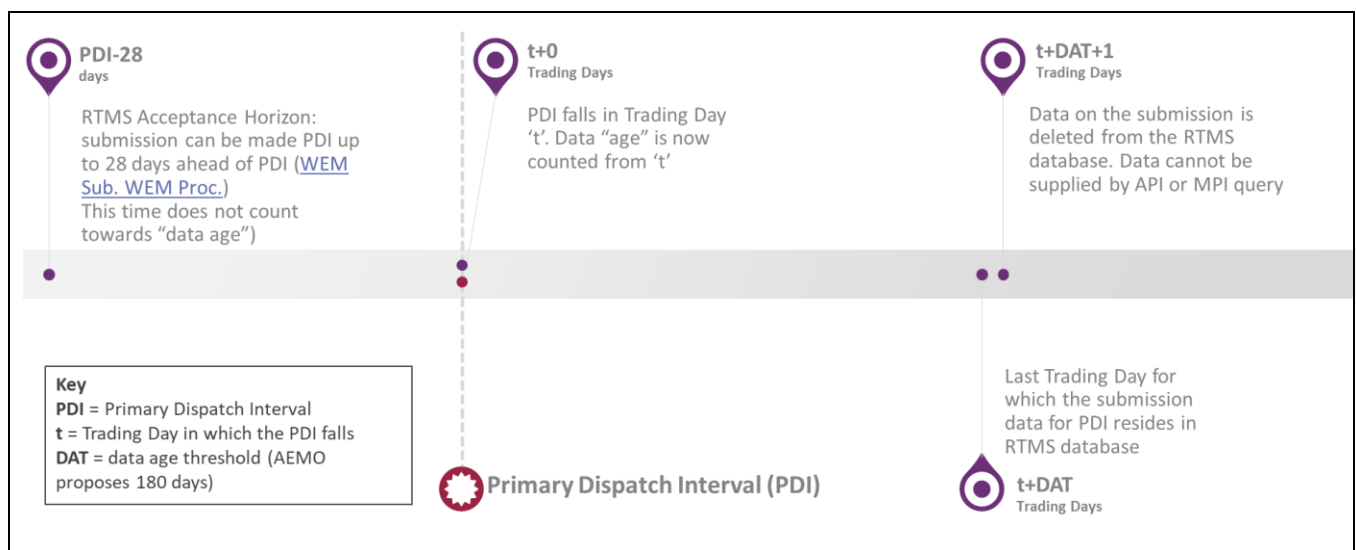 PDI-28
days
RTMS Acceptance Horizon:
submission can be made PDI up
to 28 days ahead of PDI (WEM
Sub. WEM Proc.)
This time does not count
towards “data age”)
t+0
Trading Days
PDI falls in Trading Day
‘t’. Data “age” is now
counted from ‘t’
t+DAT+1
Trading Days
Data on the submission is
deleted from the RTMS
database. Data cannot be
supplied by API or MPI query
Key
PDI = Primary Dispatch Interval
t = Trading Day in which the PDI falls
DAT = data age threshold (AEMO
proposes 180 days)
Primary Dispatch Interval (PDI)
Last Trading Day for
which the submission
data for PDI resides in
RTMS database
t+DAT
Trading Days